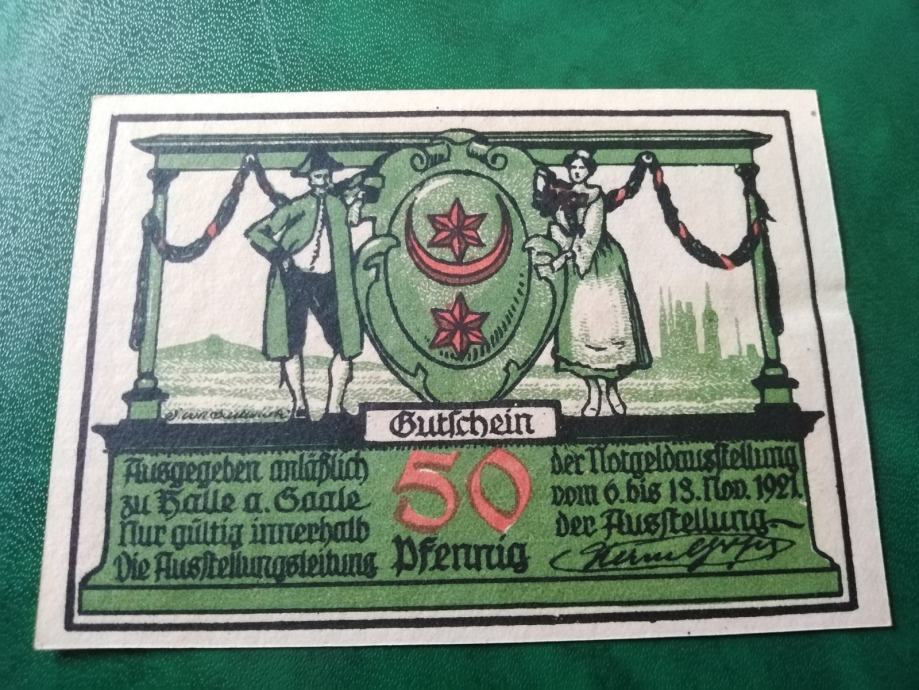 Gutschein
Ausgegeben anläßlich 50 der Notgeldausstellung
zu Halle a. Saale vom 6. bis 13. Nov. 1921.
Nur gültig innerhalb der Ausstellung
Die Ausstellungsleitung Pfennig